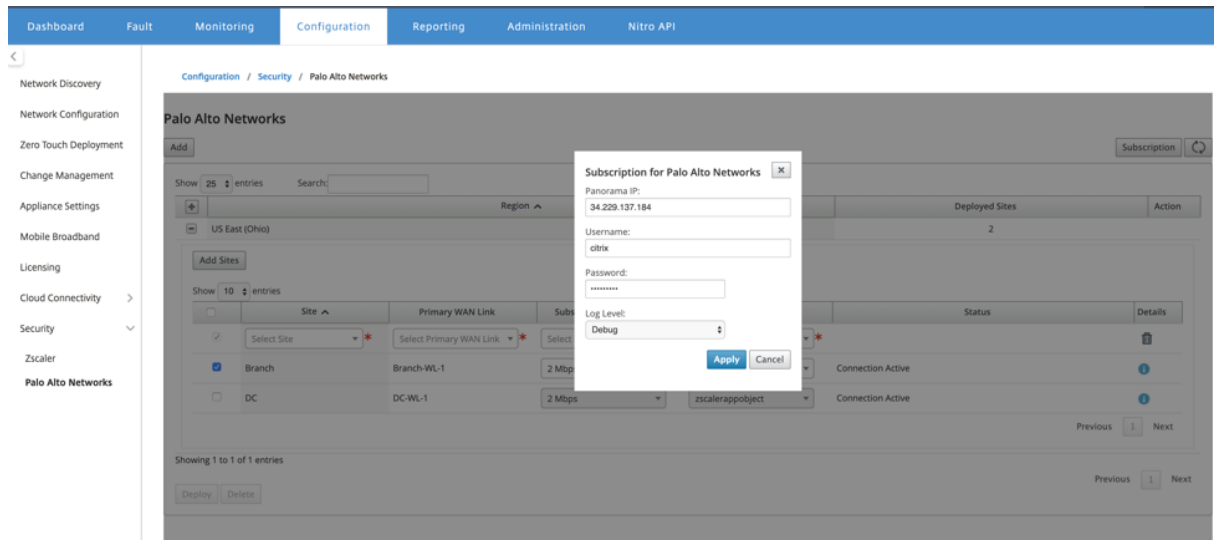 Dashboard Fault Monitoring Configuration Reporting Administration Nitro API
Configuration / Security / Palo Alto Networks
Network Discovery
Network Configuration
Zero Touch Deployment
Change Management
Appliance Settings
Mobile Broadband
Licensing
Cloud Connectivity
Security
Zscaler
Palo Alto Networks
Palo Alto Networks
Add
Subscription
Show 25 entries Search:
Region Deployed Sites Action
US East (Ohio) 2
Add Sites
Show 10 entries
Site Primary WAN Link Subs Status Details
Select Site * Select Primary WAN Link * Select *
Branch Branch-WL-1 2 Mbp Connection Active
DC DC-WL-1 2 Mbps zscalerappobject Connection Active
Previous 1 Next
Showing 1 to 1 of 1 entries
Previous 1 Next
Deploy Delete
Subscription for Palo Alto Networks x
Panorama IP:
34.229.137.184
Username:
citrix
Password:
•••••••••
Log Level:
Debug
Apply Cancel